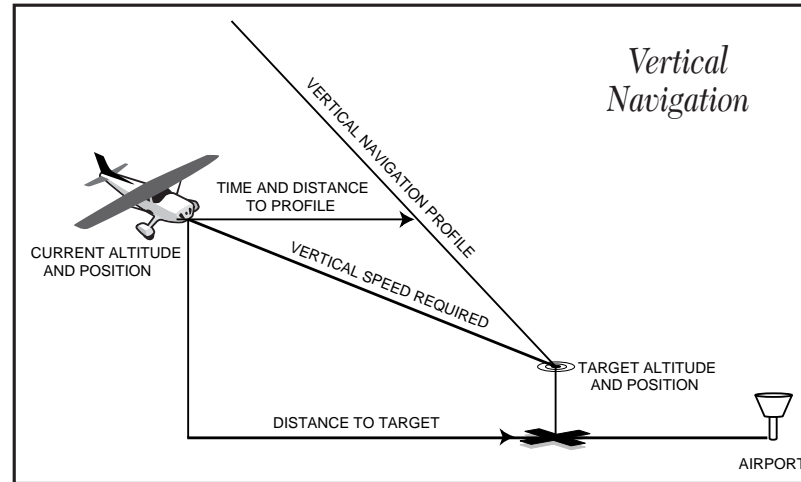 Vertical
Navigation
VERTICAL NAVIGATION PROFILE
TIME AND DISTANCE
TO PROFILE
CURRENT ALTITUDE
AND POSITION
VERTICAL SPEED REQUIRED
TARGET ALTITUDE
AND POSITION
DISTANCE TO TARGET
AIRPORT